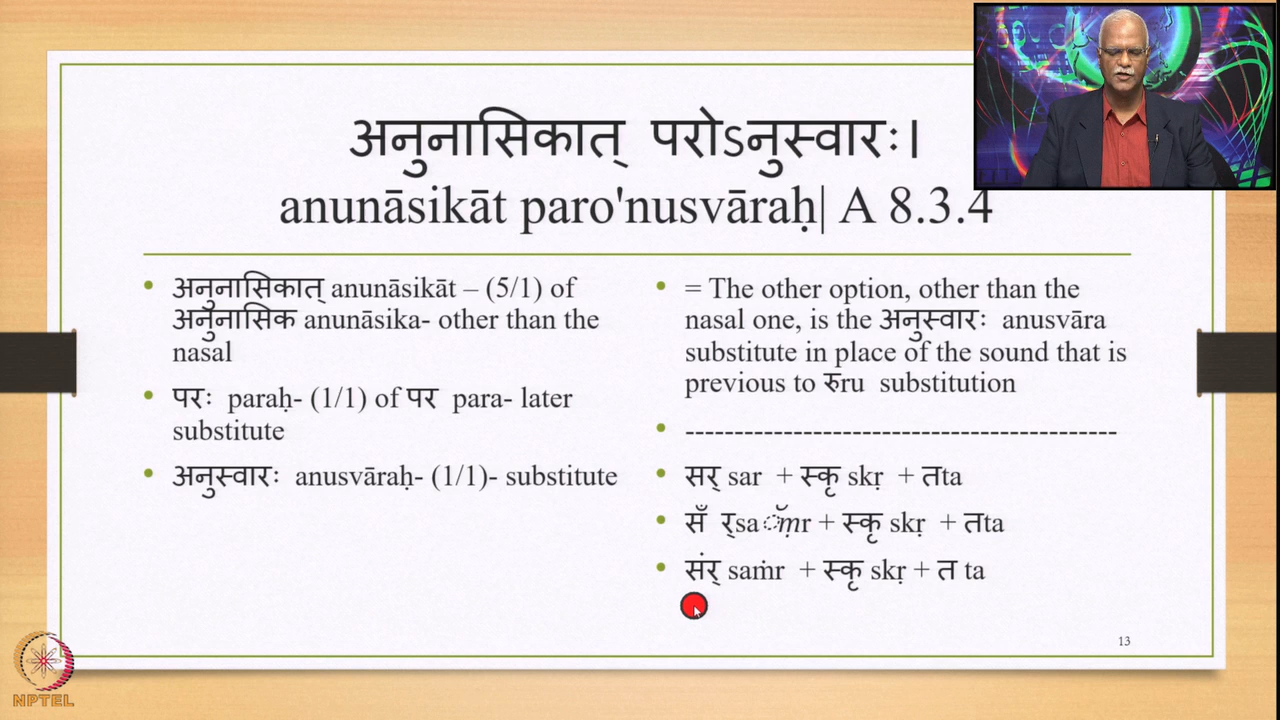 अनुनासिकात् परोऽनुस्वारः।
anunāsikāt paro'nusvāraḥ| A 8.3.4
• अनुनासिकात् anunāsikāt – (5/1) of
अनुनासिक anunāsika- other than the
nasal
• परः paraḥ- (1/1) of पर para- later
substitute
• अनुस्वारः anusvāraḥ- (1/1)- substitute
• = The other option, other than the
nasal one, is the अनुस्वारः anusvāra
substitute in place of the sound that is
previous to रुru substitution
• --------------------------------------------
• सर् sar + स्कृ skṛ + तta
• सँ र्saँṃr + स्कृ skṛ + तta
• संर् saṁr + स्कृ skṛ + त ta
13
NPTEL